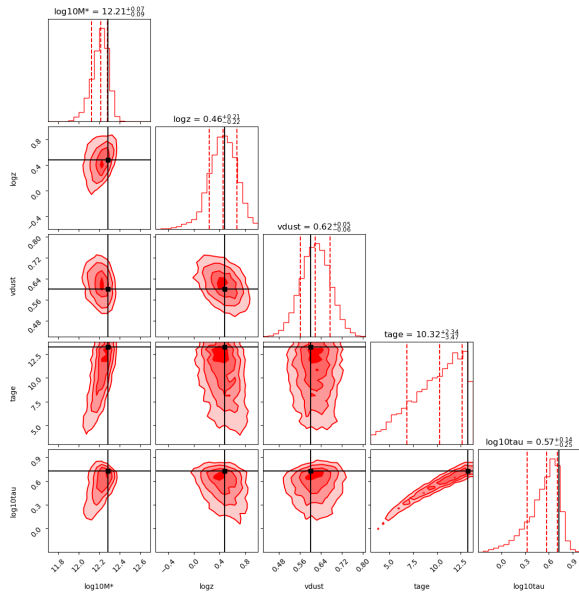 log10M* = 12.21+0.07−0.09
0.8
0.4
0.0
−0.4
logz
logz = 0.46+0.21−0.22
0.80
0.72
0.64
0.56
0.48
vdust
vdust = 0.62+0.05−0.06
12.5
10.0
7.5
5.0
tage
tage = 10.32+2.34−3.47
0.9
0.6
0.3
0.0
log10tau
log10tau = 0.57+0.14−0.25
11.8 12.0 12.2 12.4 12.6
−0.4 0.0 0.4 0.8
0.48 0.56 0.64 0.72 0.80
5.0 7.5 10.0 12.5
0.0 0.3 0.6 0.9
log10M* logz vdust tage log10tau